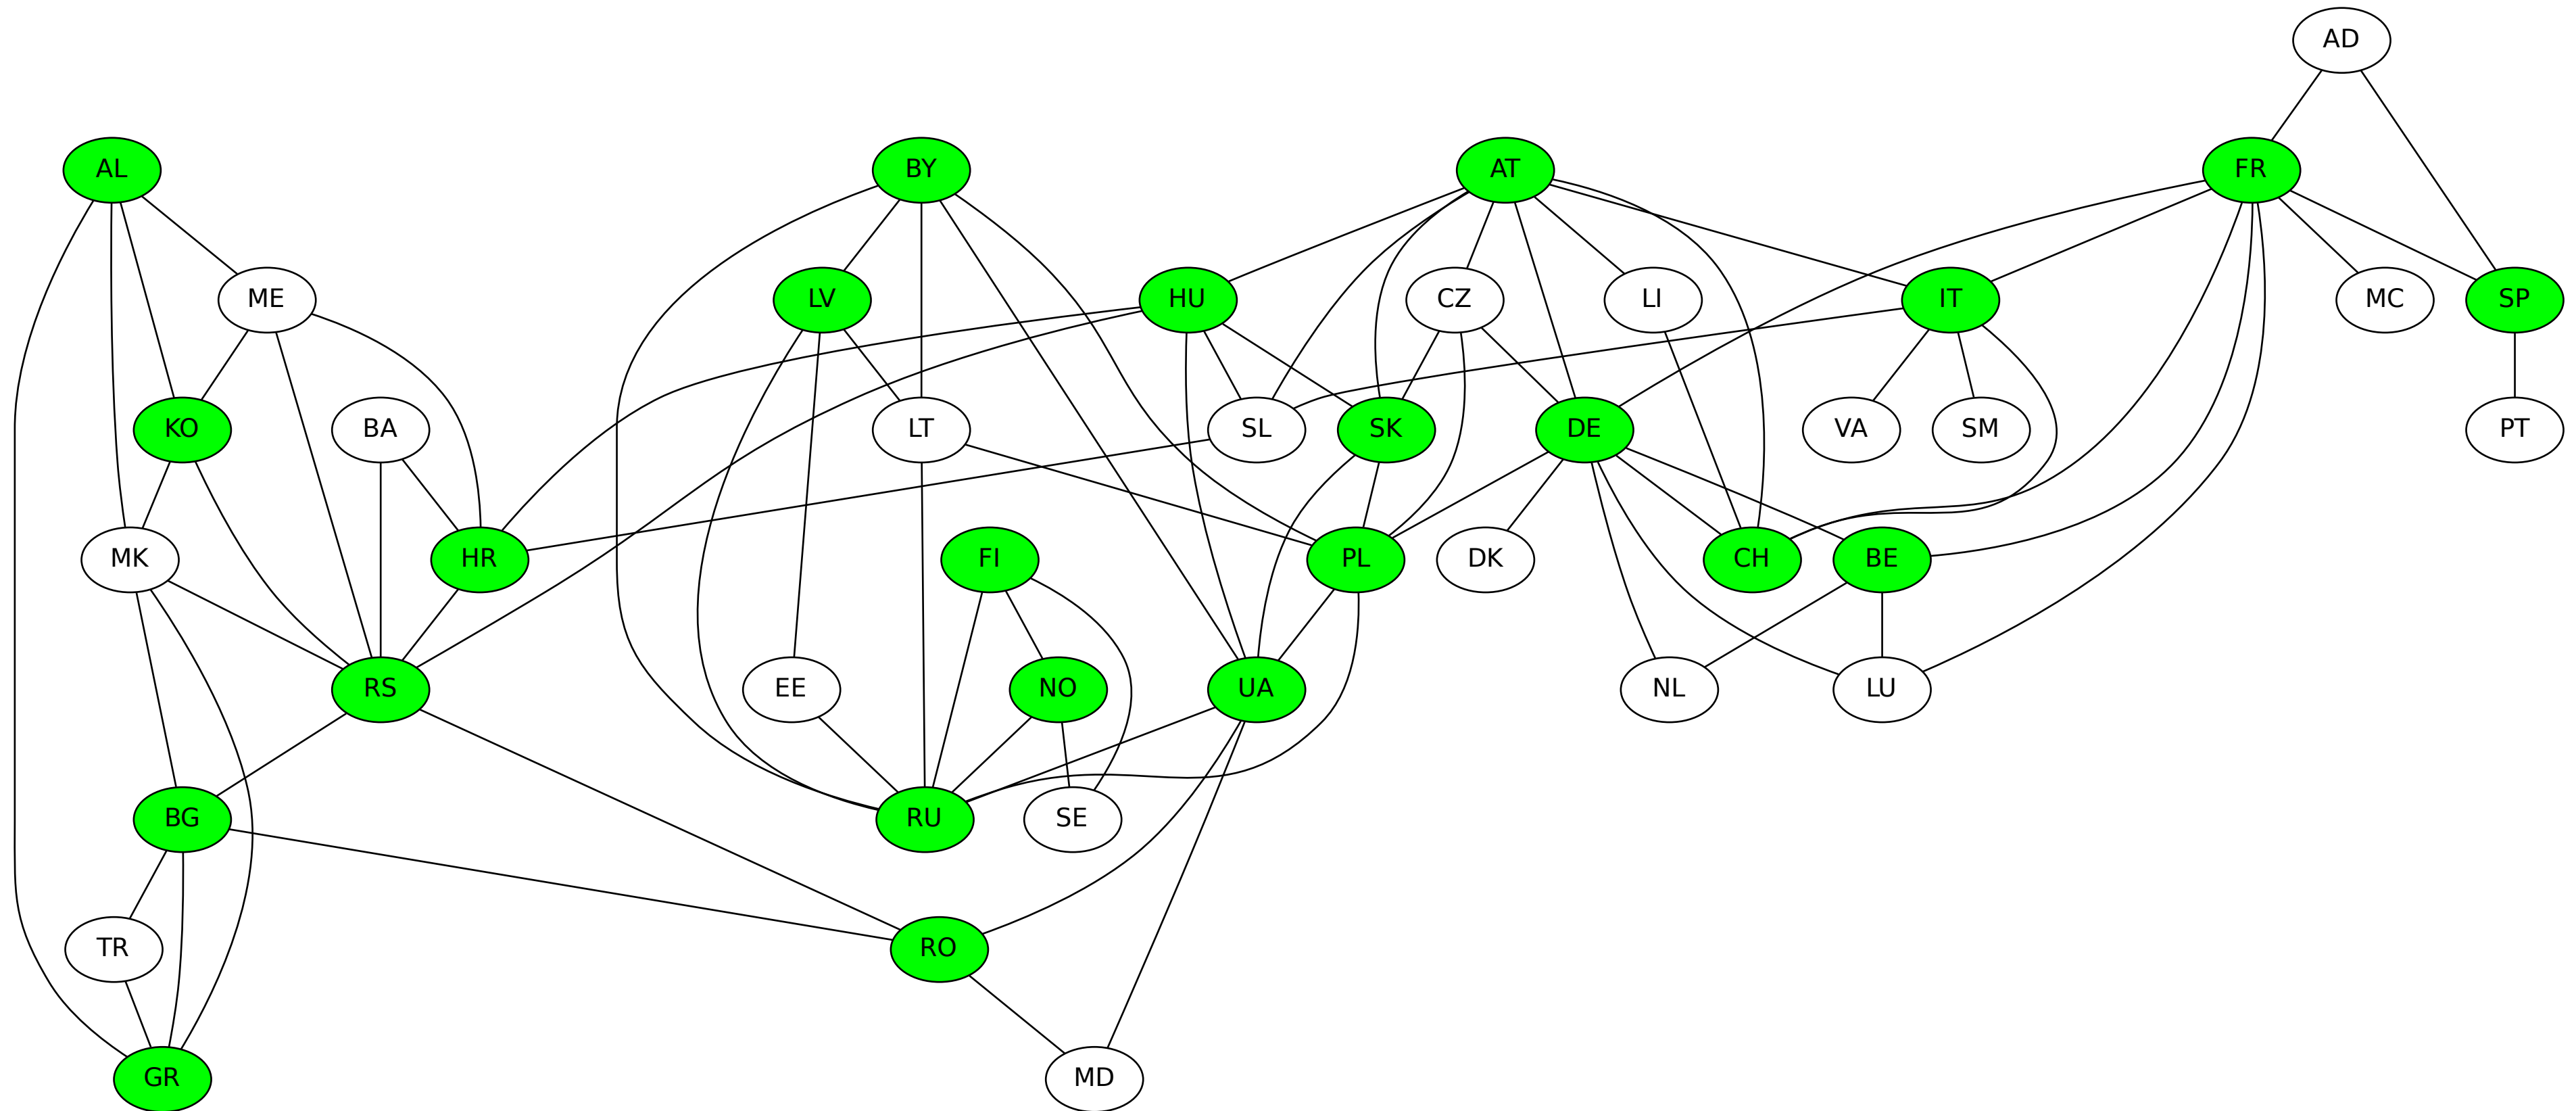 AD
AL
BY
AT
FR
ME
LV
HU
CZ
LI
IT
MC
SP
KO
BA
LT
SL
SK
DE
VA
SM
PT
MK
HR
FI
PL
DK
CH
BE
RS
EE
NO
UA
NL
LU
BG
RU
SE
TR
RO
GR
MD